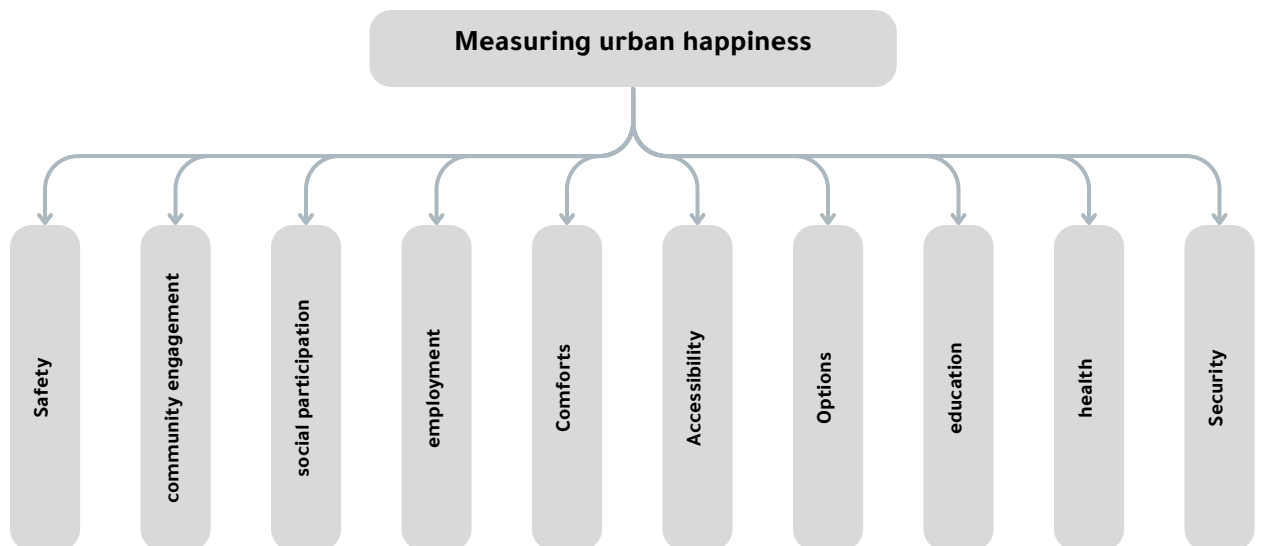 Measuring urban happiness
Safety
community engagement
social participation
employment
Comforts
Accessibility
Options
education
health
Security